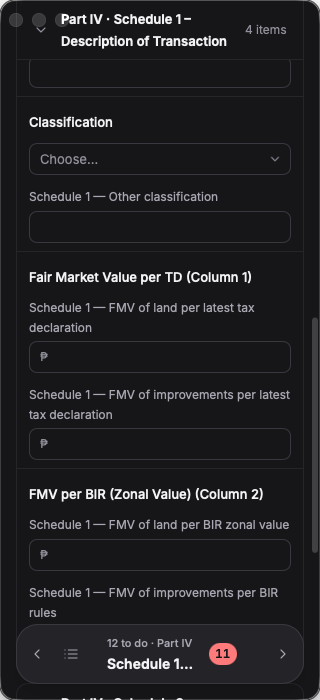 Part IV · Schedule 1 –
Description of Transaction
4 items
Classification
Choose...
Schedule 1 — Other classification
Fair Market Value per TD (Column 1)
Schedule 1 — FMV of land per latest tax
declaration
₱
Schedule 1 — FMV of improvements per latest
tax declaration
₱
FMV per BIR (Zonal Value) (Column 2)
Schedule 1 — FMV of land per BIR zonal value
₱
Schedule 1 — FMV of improvements per BIR
rules
12 to do · Part IV
Schedule 1...
11